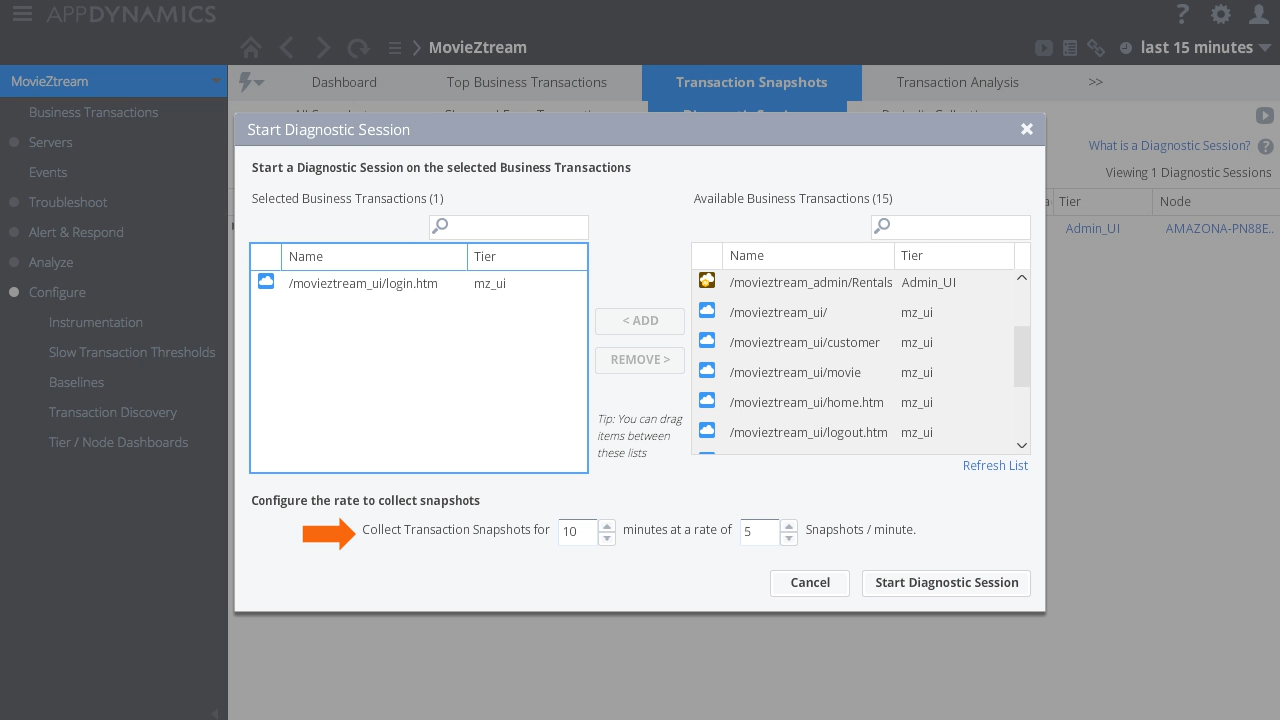 APPDYNAMICS
?
MovieZtream
last 15 minutes
MovieZtream
Dashboard
Top Business Transactions
Transaction Snapshots
Transaction Analysis
>>
Business Transactions
Servers
Events
Troubleshoot
Alert & Respond
Analyze
Configure
Instrumentation
Slow Transaction Thresholds
Baselines
Transaction Discovery
Tier / Node Dashboards
What is a Diagnostic Session? ?
Viewing 1 Diagnostic Sessions
Tier
Node
Admin_UI
AMAZONA-PN88E..
Start Diagnostic Session
Start a Diagnostic Session on the selected Business Transactions
Selected Business Transactions (1)
Name
Tier
/movieztream_ui/login.htm
mz_ui
< ADD
REMOVE >
Tip: You can drag
items between
these lists
Available Business Transactions (15)
Name
Tier
/movieztream_admin/Rentals
Admin_UI
/movieztream_ui/
mz_ui
/movieztream_ui/customer
mz_ui
/movieztream_ui/movie
mz_ui
/movieztream_ui/home.htm
mz_ui
/movieztream_ui/logout.htm
mz_ui
Refresh List
Configure the rate to collect snapshots
Collect Transaction Snapshots for 10 minutes at a rate of 5 Snapshots / minute.
Cancel
Start Diagnostic Session